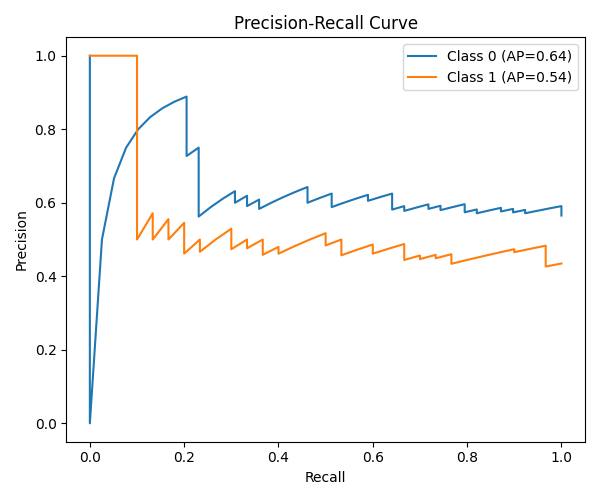 Precision-Recall Curve
Class 0 (AP=0.64)
Class 1 (AP=0.54)
1.0
0.8
0.6
0.4
0.2
0.0
Precision
0.0 0.2 0.4 0.6 0.8 1.0
Recall